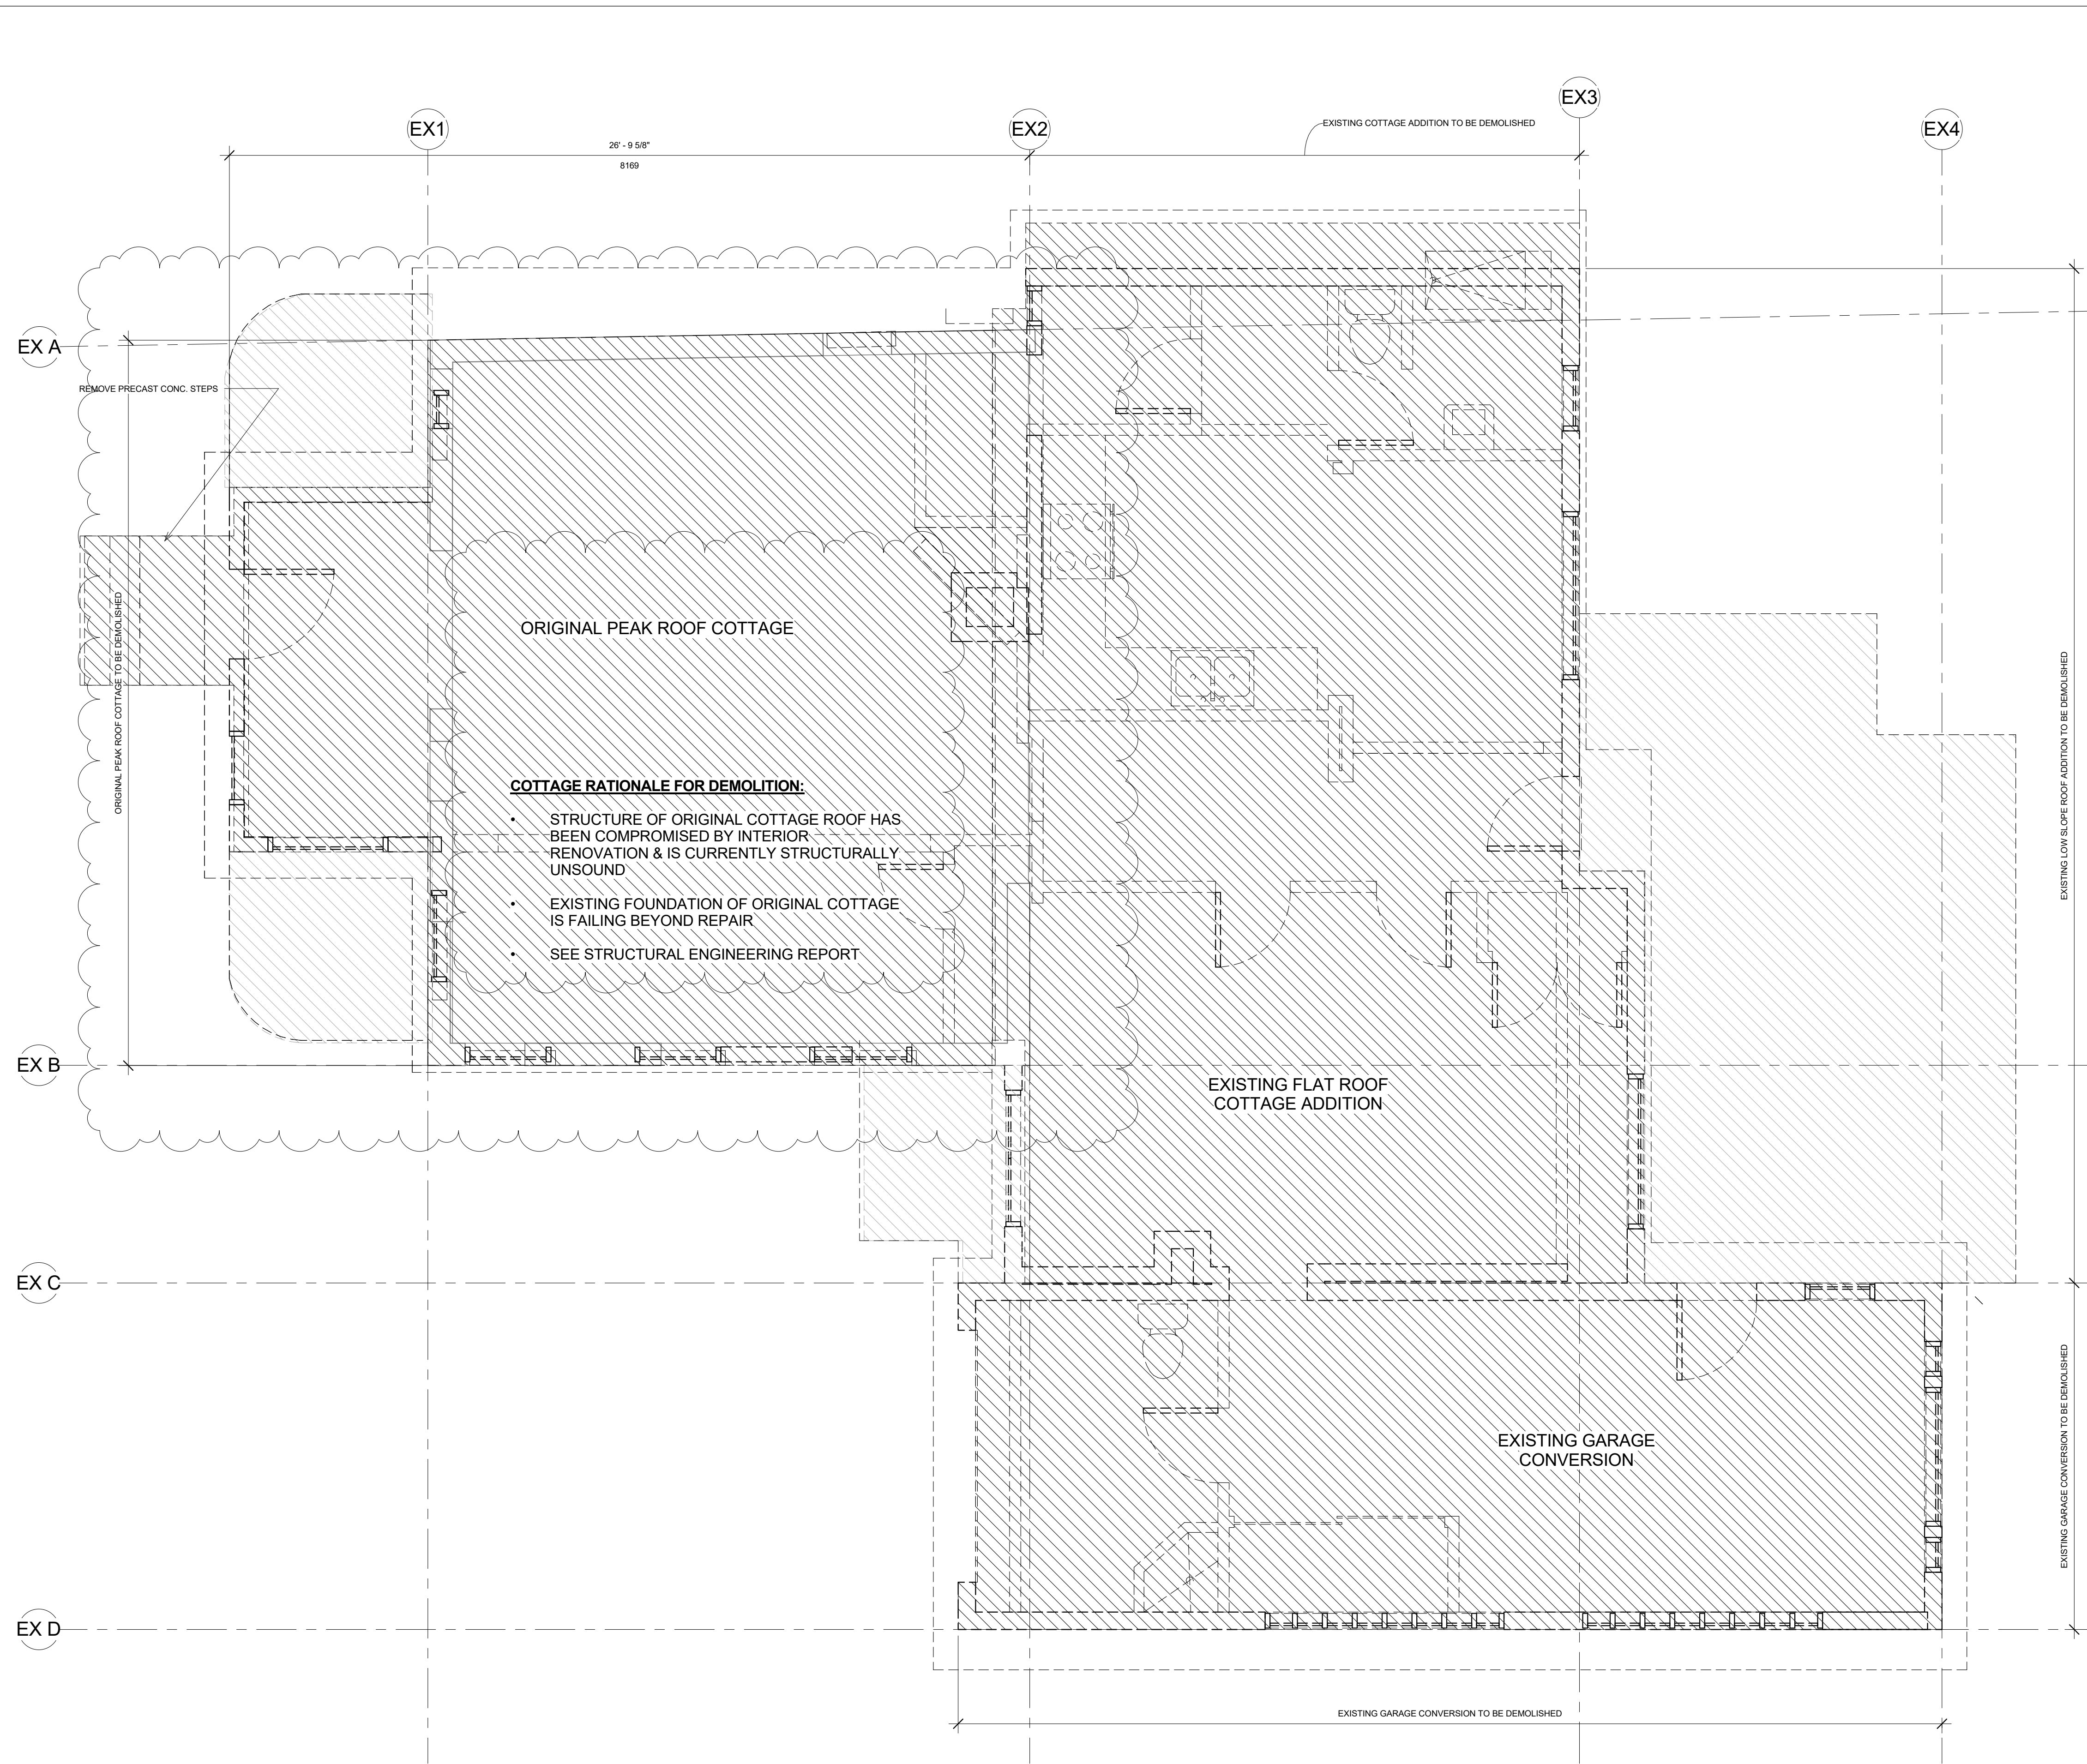 EX3
EX1
EX2
EX4
EXISTING COTTAGE ADDITION TO BE DEMOLISHED
26' - 9 5/8"
8169
EX A
REMOVE PRECAST CONC. STEPS
ORIGINAL PEAK ROOF COTTAGE TO BE DEMOLISHED
ORIGINAL PEAK ROOF COTTAGE
EXISTING LOW SLOPE ROOF ADDITION TO BE DEMOLISHED
COTTAGE RATIONALE FOR DEMOLITION:
• STRUCTURE OF ORIGINAL COTTAGE ROOF HAS
BEEN COMPROMISED BY INTERIOR
RENOVATION & IS CURRENTLY STRUCTURALLY
UNSOUND
• EXISTING FOUNDATION OF ORIGINAL COTTAGE
IS FAILING BEYOND REPAIR
• SEE STRUCTURAL ENGINEERING REPORT
EX B
EXISTING FLAT ROOF
COTTAGE ADDITION
EX C
EXISTING GARAGE
CONVERSION
EXISTING GARAGE CONVERSION TO BE DEMOLISHED
EX D
EXISTING GARAGE CONVERSION TO BE DEMOLISHED